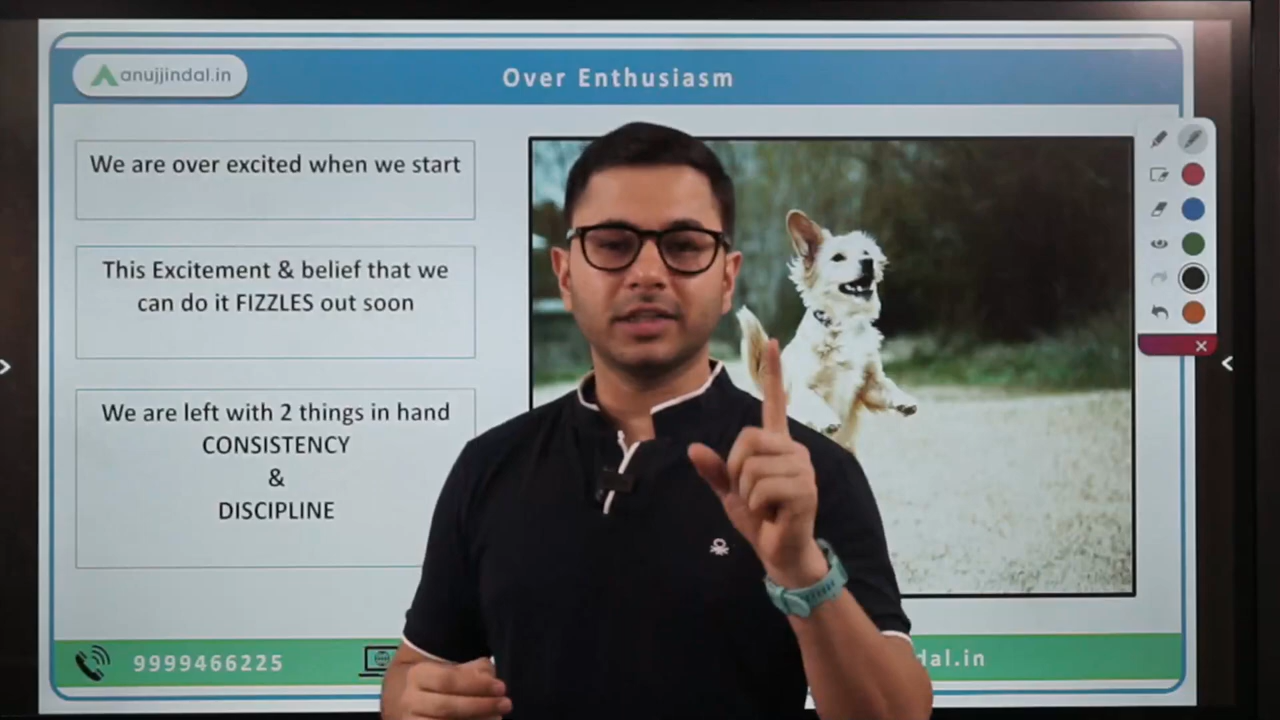 anujjindal.in
Over Enthusiasm
We are over excited when we start
This Excitement & belief that we
can do it FIZZLES out soon
We are left with 2 things in hand
CONSISTENCY
&
DISCIPLINE
9999466225
dal.in